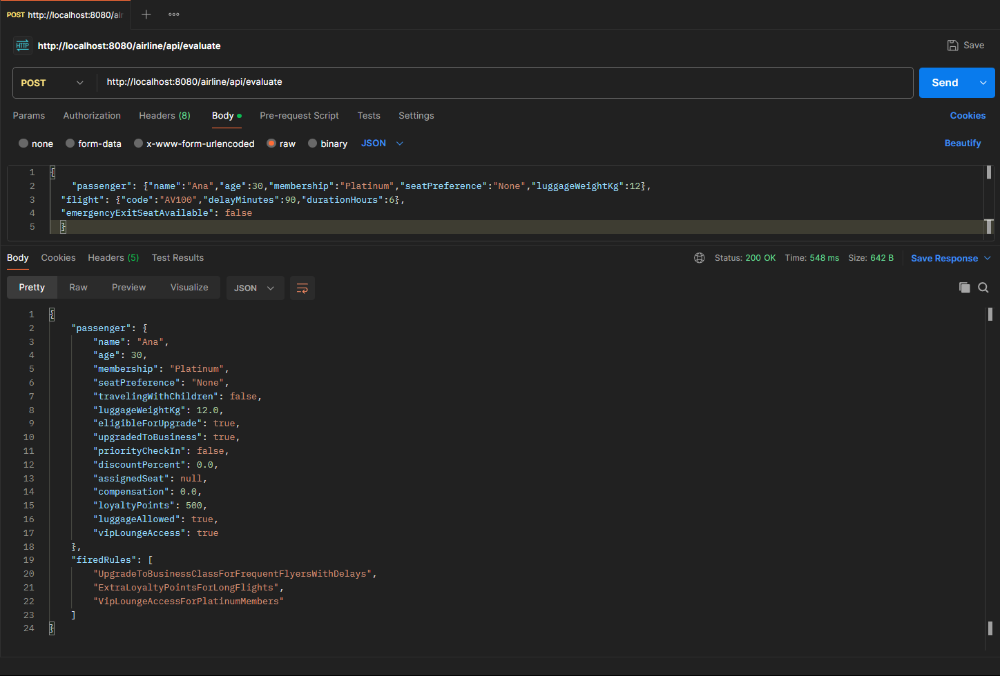 POST http://localhost:8080/air
http://localhost:8080/airline/api/evaluate
Save
POST
http://localhost:8080/airline/api/evaluate
Send
Params Authorization Headers (8) Body Pre-request Script Tests Settings Cookies
none form-data x-www-form-urlencoded raw binary JSON Beautify
1 {
2 "passenger": {"name":"Ana","age":30,"membership":"Platinum","seatPreference":"None","luggageWeightKg":12},
3 "flight": {"code":"AV100","delayMinutes":90,"durationHours":6},
4 "emergencyExitSeatAvailable": false
5 }
Body Cookies Headers (5) Test Results Status: 200 OK Time: 548 ms Size: 642 B Save Response
Pretty Raw Preview Visualize JSON
1 {
2 "passenger": {
3 "name": "Ana",
4 "age": 30,
5 "membership": "Platinum",
6 "seatPreference": "None",
7 "travelingWithChildren": false,
8 "luggageWeightKg": 12.0,
9 "eligibleForUpgrade": true,
10 "upgradedToBusiness": true,
11 "priorityCheckIn": false,
12 "discountPercent": 0.0,
13 "assignedSeat": null,
14 "compensation": 0.0,
15 "loyaltyPoints": 500,
16 "luggageAllowed": true,
17 "vipLoungeAccess": true
18 },
19 "firedRules": [
20 "UpgradeToBusinessClassForFrequentFlyersWithDelays",
21 "ExtraLoyaltyPointsForLongFlights",
22 "VipLoungeAccessForPlatinumMembers"
23 ]
24 }